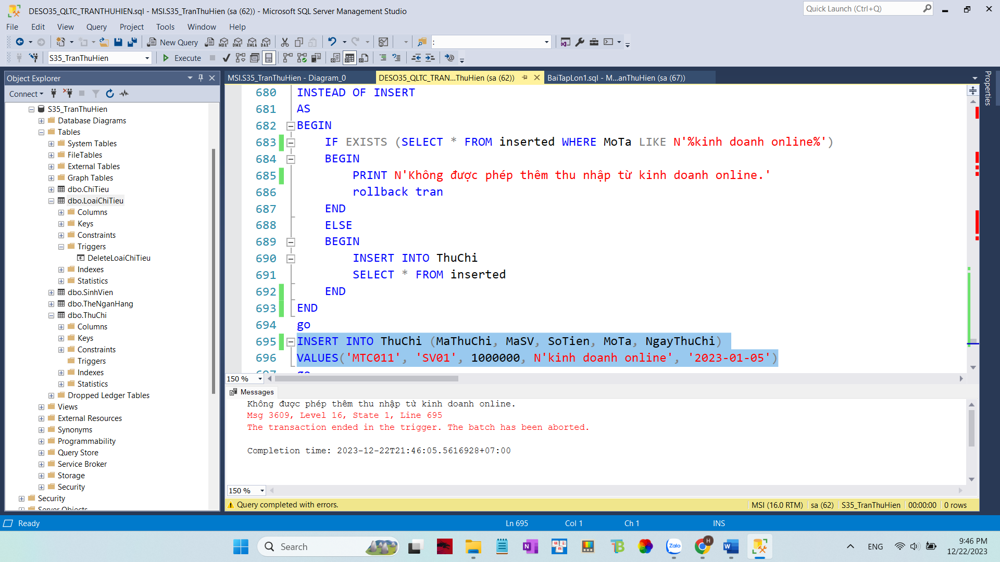 DESO35_QLTC_TRANTHUHIEN.sql - MSI.S35_TranThuHien (sa (62)) - Microsoft SQL Server Management Studio
Quick Launch (Ctrl+Q)
File Edit View Query Project Tools Window Help
New Query MDX DMX XMLA DAX :
S35_TranThuHien Execute
Object Explorer
Connect
S35_TranThuHien
Database Diagrams
Tables
System Tables
FileTables
External Tables
Graph Tables
dbo.ChiTieu
dbo.LoaiChiTieu
Columns
Keys
Constraints
Triggers
DeleteLoaiChiTieu
Indexes
Statistics
dbo.SinhVien
dbo.TheNganHang
dbo.ThuChi
Columns
Keys
Constraints
Triggers
Indexes
Statistics
Dropped Ledger Tables
Views
External Resources
Synonyms
Programmability
Query Store
Service Broker
Storage
Security
Security
Server Objects
MSI.S35_TranThuHien - Diagram_0
DESO35_QLTC_TRAN...ThuHien (sa (62))
BaiTapLon1.sql - M...anThuHien (sa (67))
Properties
680 INSTEAD OF INSERT
681 AS
682 BEGIN
683 IF EXISTS (SELECT * FROM inserted WHERE MoTa LIKE N'%kinh doanh online%')
684 BEGIN
685 PRINT N'Không được phép thêm thu nhập từ kinh doanh online.'
686 rollback tran
687 END
688 ELSE
689 BEGIN
690 INSERT INTO ThuChi
691 SELECT * FROM inserted
692 END
693 END
694 go
695 INSERT INTO ThuChi (MaThuChi, MaSV, SoTien, MoTa, NgayThuChi)
696 VALUES('MTC011', 'SV01', 1000000, N'kinh doanh online', '2023-01-05')
697 go
150 %
Messages
Không được phép thêm thu nhập từ kinh doanh online.
Msg 3609, Level 16, State 1, Line 695
The transaction ended in the trigger. The batch has been aborted.
Completion time: 2023-12-22T21:46:05.5616928+07:00
150 %
Query completed with errors. MSI (16.0 RTM) sa (62) S35_TranThuHien 00:00:00 0 rows
Ready Ln 695 Col 1 Ch 1 INS
Search Zalo H W ENG 9:46 PM
12/22/2023